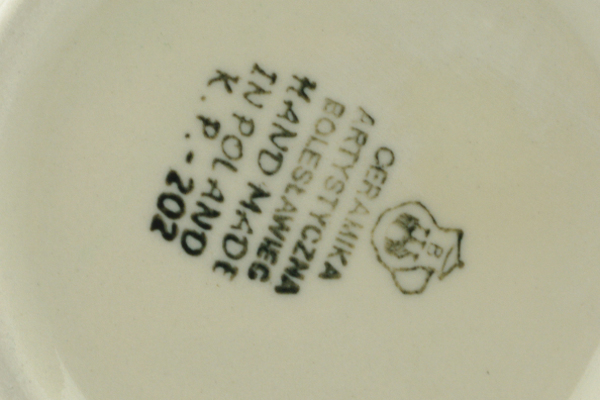 B
CERAMIKA
ARTYSTYCZNA
BOLESŁAWIEC
HAND MADE
IN POLAND
K. P.-202